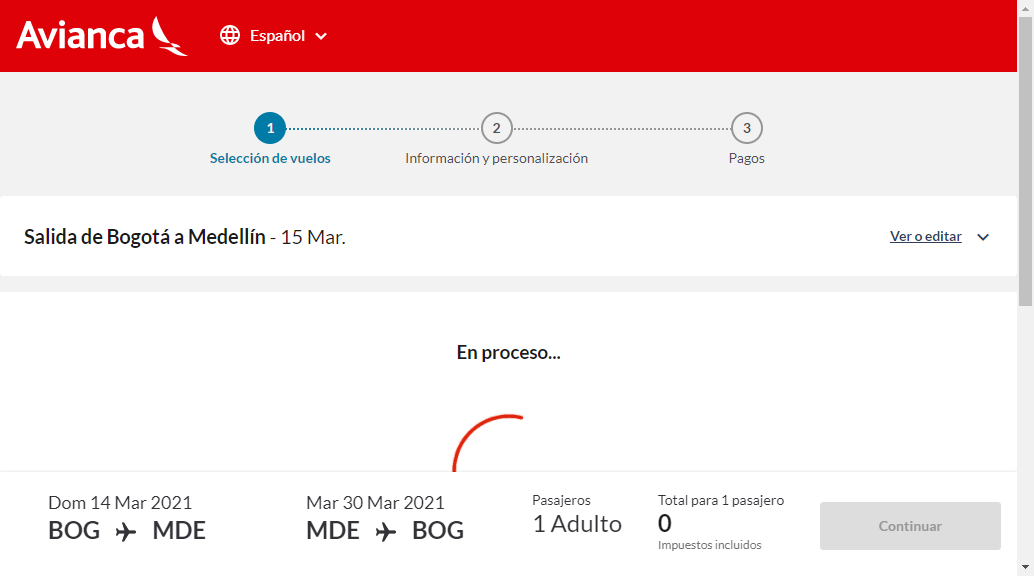 Avianca
Español
1
2
3
Selección de vuelos
Información y personalización
Pagos
Salida de Bogotá a Medellín - 15 Mar.
Ver o editar
En proceso...
Dom 14 Mar 2021
BOG MDE
Mar 30 Mar 2021
MDE BOG
Pasajeros
1 Adulto
Total para 1 pasajero
0
Impuestos incluidos
Continuar